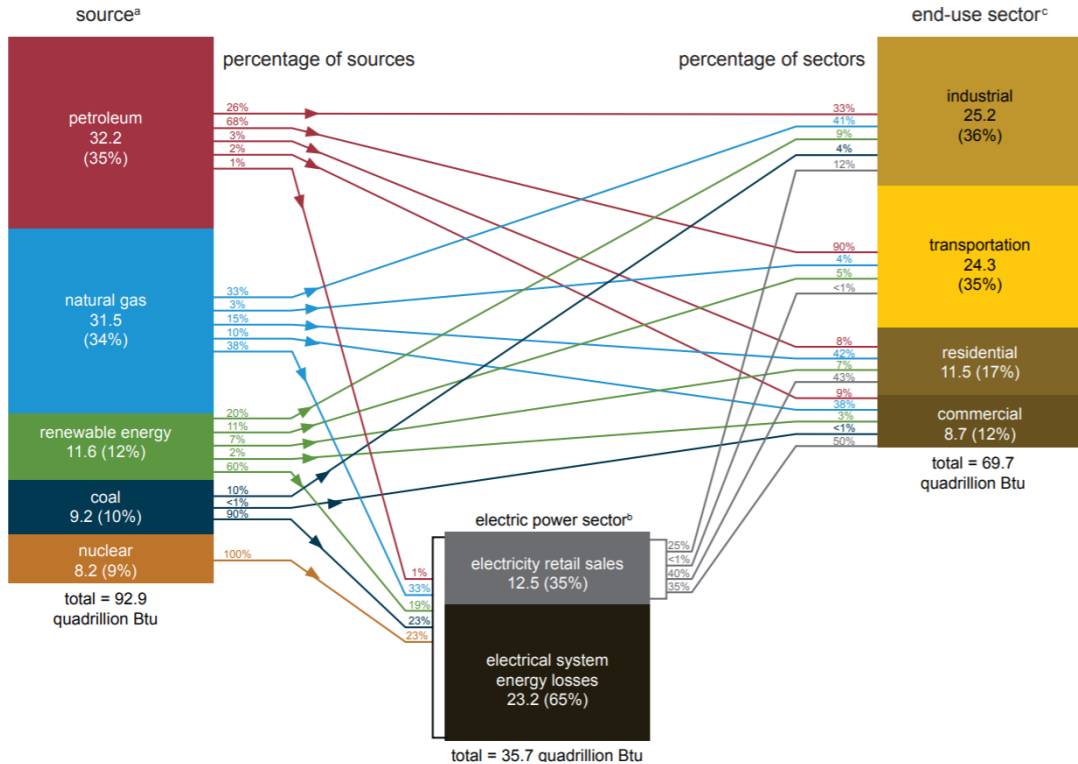 sourceᵃ
end-use sectorᶜ
percentage of sources
percentage of sectors
petroleum
32.2
(35%)
26%
68%
3%
2%
1%
natural gas
31.5
(34%)
33%
3%
15%
10%
38%
renewable energy
11.6 (12%)
20%
11%
7%
2%
60%
coal
9.2 (10%)
10%
<1%
90%
nuclear
8.2 (9%)
100%
total = 92.9
quadrillion Btu
electric power sectorᵇ
1%
33%
19%
23%
23%
electricity retail sales
12.5 (35%)
electrical system
energy losses
23.2 (65%)
total = 35.7 quadrillion Btu
25%
<1%
40%
35%
33%
41%
9%
4%
12%
industrial
25.2
(36%)
90%
4%
5%
<1%
transportation
24.3
(35%)
8%
42%
7%
43%
residential
11.5 (17%)
9%
38%
3%
<1%
50%
commercial
8.7 (12%)
total = 69.7
quadrillion Btu